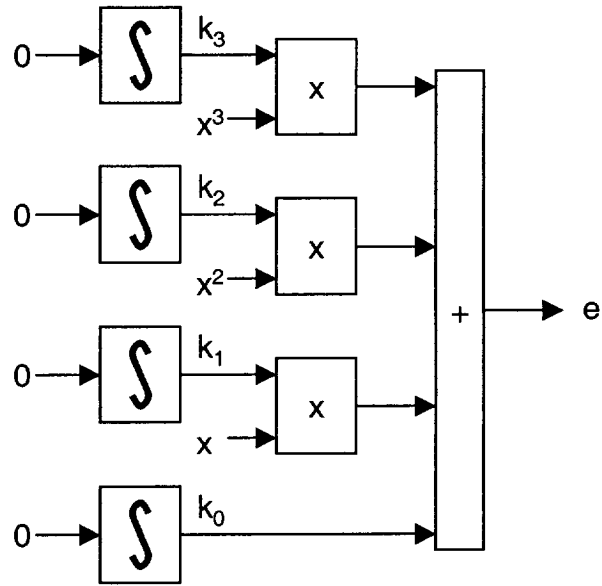 0 ∫ k₃ x
x³
0 ∫ k₂ x
x²
+ e
0 ∫ k₁ x
x
0 ∫ k₀